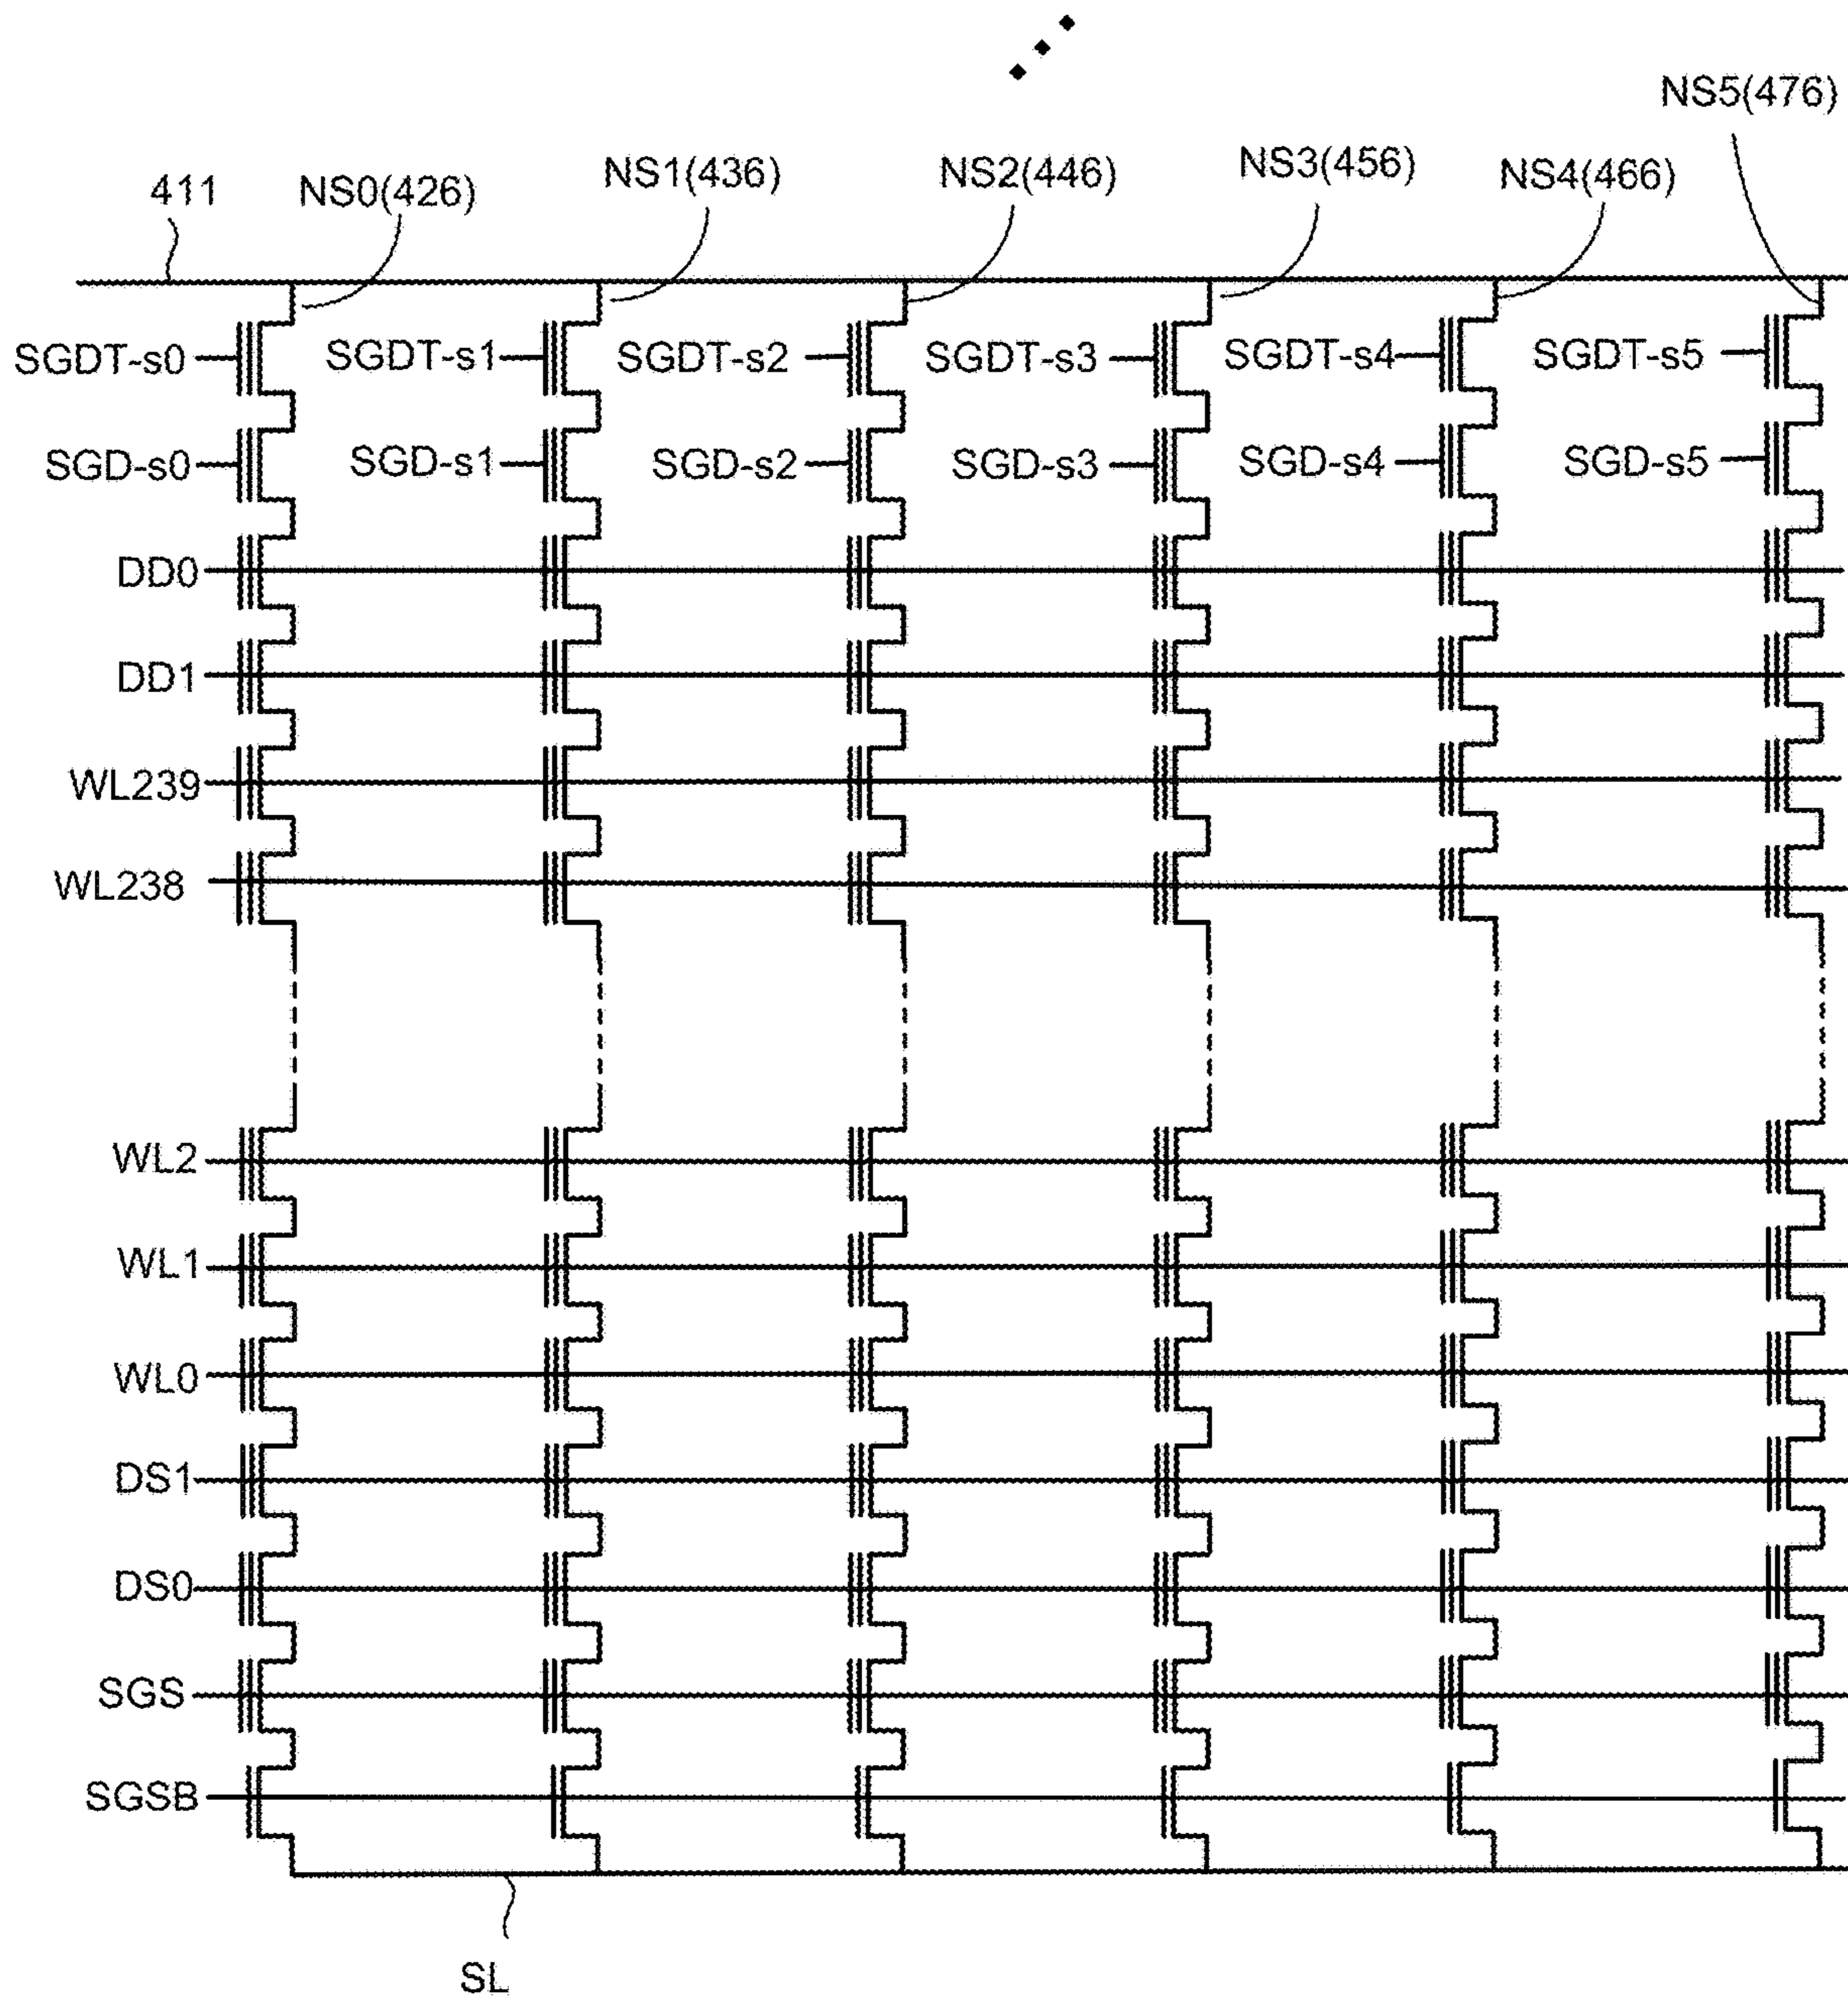 NS5(476)
411
NS0(426)
NS1(436)
NS2(446)
NS3(456)
NS4(466)
SGDT-s0
SGDT-s1
SGDT-s2
SGDT-s3
SGDT-s4
SGDT-s5
SGD-s0
SGD-s1
SGD-s2
SGD-s3
SGD-s4
SGD-s5
DD0
DD1
WL239
WL238
WL2
WL1
WL0
DS1
DS0
SGS
SGSB
SL